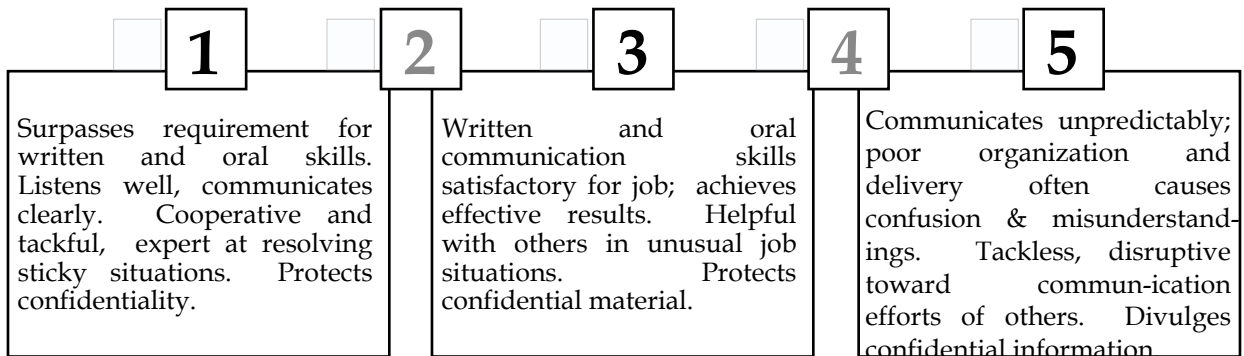 1
2
3
4
5
Surpasses requirement for
written and oral skills.
Listens well, communicates
clearly. Cooperative and
tackful, expert at resolving
sticky situations. Protects
confidentiality.
Written and oral
communication skills
satisfactory for job; achieves
effective results. Helpful
with others in unusual job
situations. Protects
confidential material.
Communicates unpredictably;
poor organization and
delivery often causes
confusion & misunderstand-
ings. Tackless, disruptive
toward commun-ication
efforts of others. Divulges
confidential information